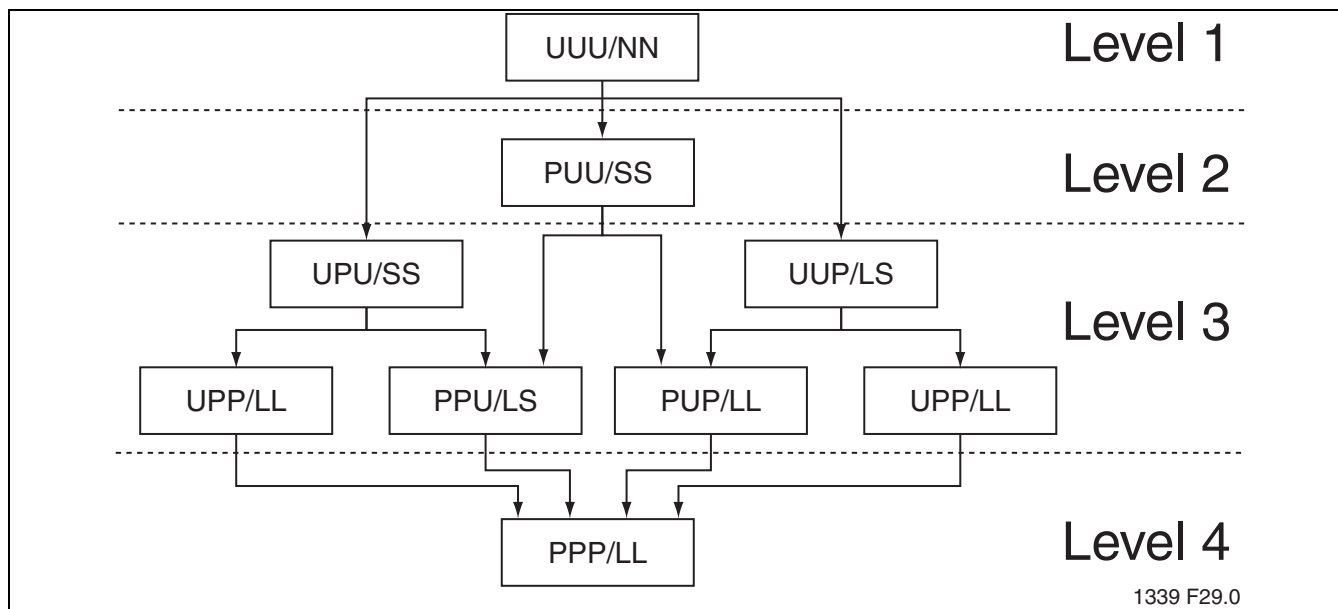 UUU/NN
Level 1
PUU/SS
Level 2
UPU/SS
UUP/LS
Level 3
UPP/LL
PPU/LS
PUP/LL
UPP/LL
PPP/LL
Level 4
1339 F29.0